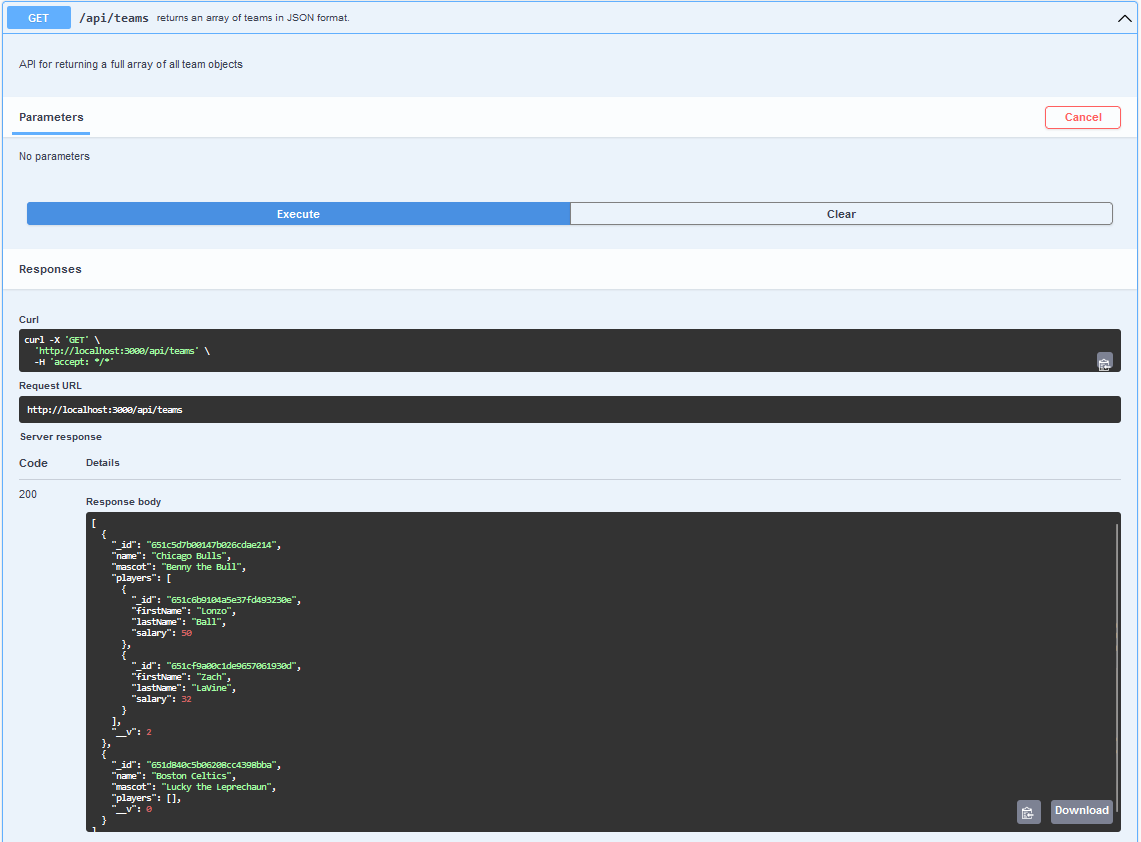 GET /api/teams returns an array of teams in JSON format.
API for returning a full array of all team objects
Parameters Cancel
No parameters
Execute Clear
Responses
Curl
curl -X 'GET' \
'http://localhost:3000/api/teams' \
-H 'accept: */*'
Request URL
http://localhost:3000/api/teams
Server response
Code Details
200
Response body
[
{
"_id": "651c5d7b00147b026cdae214",
"name": "Chicago Bulls",
"mascot": "Benny the Bull",
"players": [
{
"_id": "651c6b9104a5e37fd493230e",
"firstName": "Lonzo",
"lastName": "Ball",
"salary": 50
},
{
"_id": "651cf9a00c1de9657061930d",
"firstName": "Zach",
"lastName": "LaVine",
"salary": 32
}
],
"__v": 2
},
{
"_id": "651d840c5b06208cc4398bba",
"name": "Boston Celtics",
"mascot": "Lucky the Leprechaun",
"players": [],
"__v": 0
}
]
Download